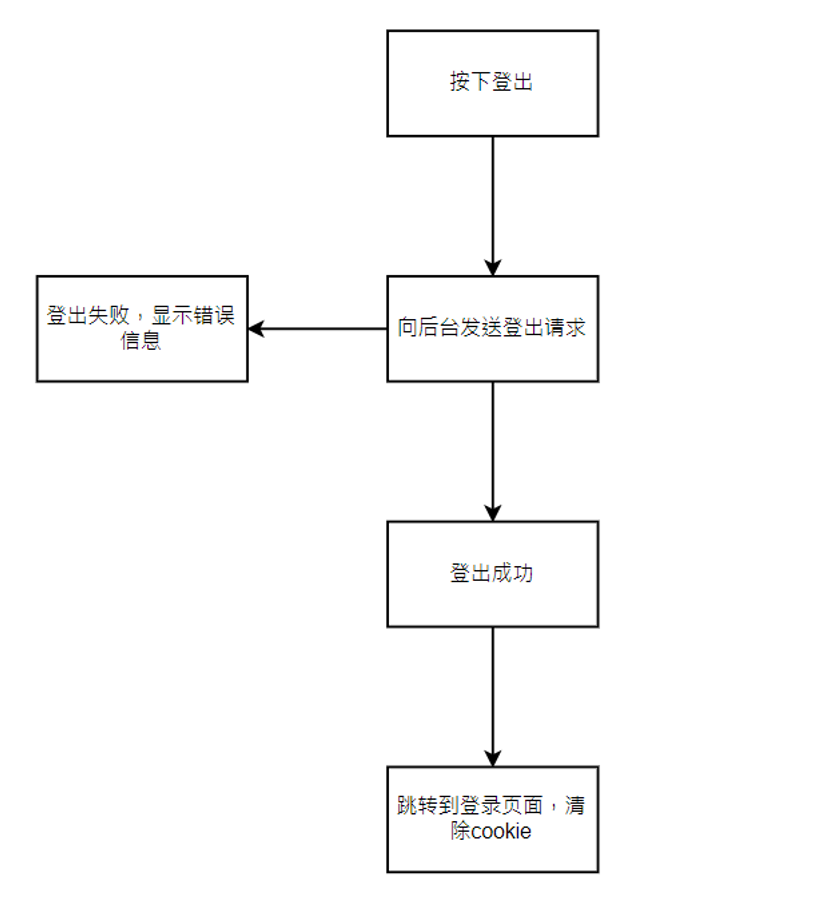 按下登出
登出失败，显示错误
信息
向后台发送登出请求
登出成功
跳转到登录页面，清
除cookie